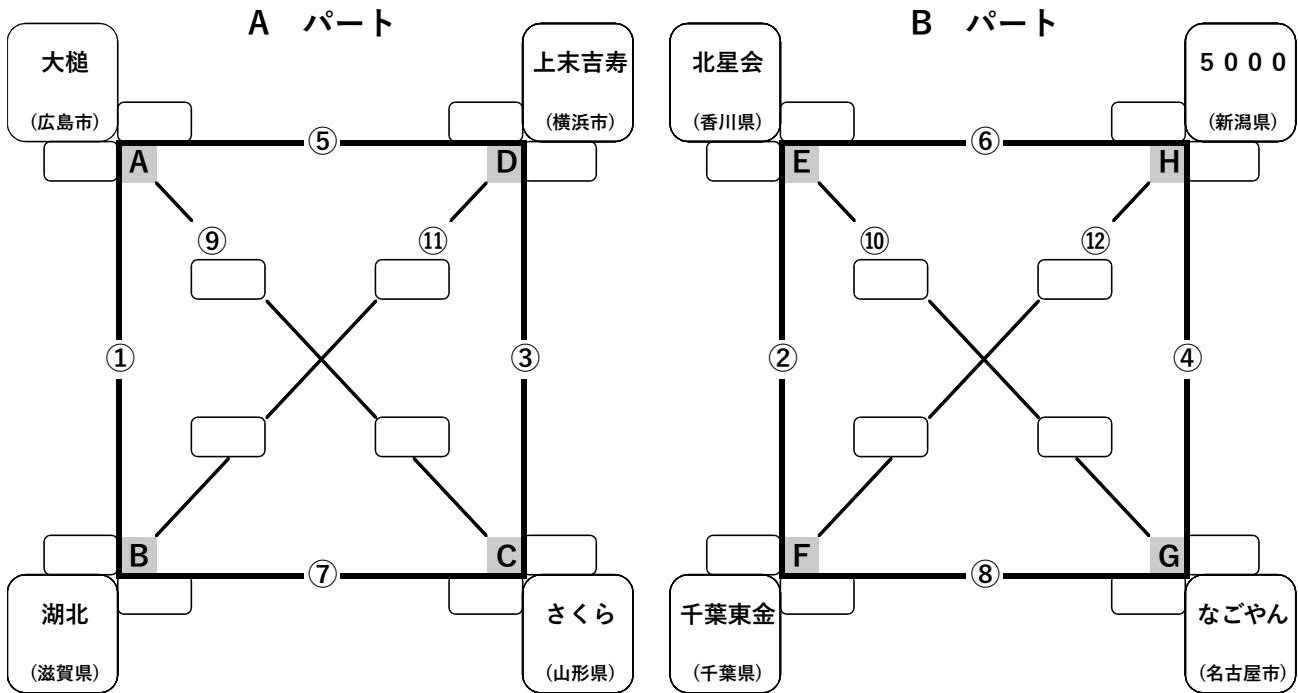 A パート
大槌
(広島市)
上末吉寿
(横浜市)
⑤
A
D
⑨
⑪
①
③
B
C
⑦
湖北
(滋賀県)
さくら
(山形県)
B パート
北星会
(香川県)
５０００
(新潟県)
⑥
E
H
⑩
⑫
②
④
F
G
⑧
千葉東金
(千葉県)
なごやん
(名古屋市)